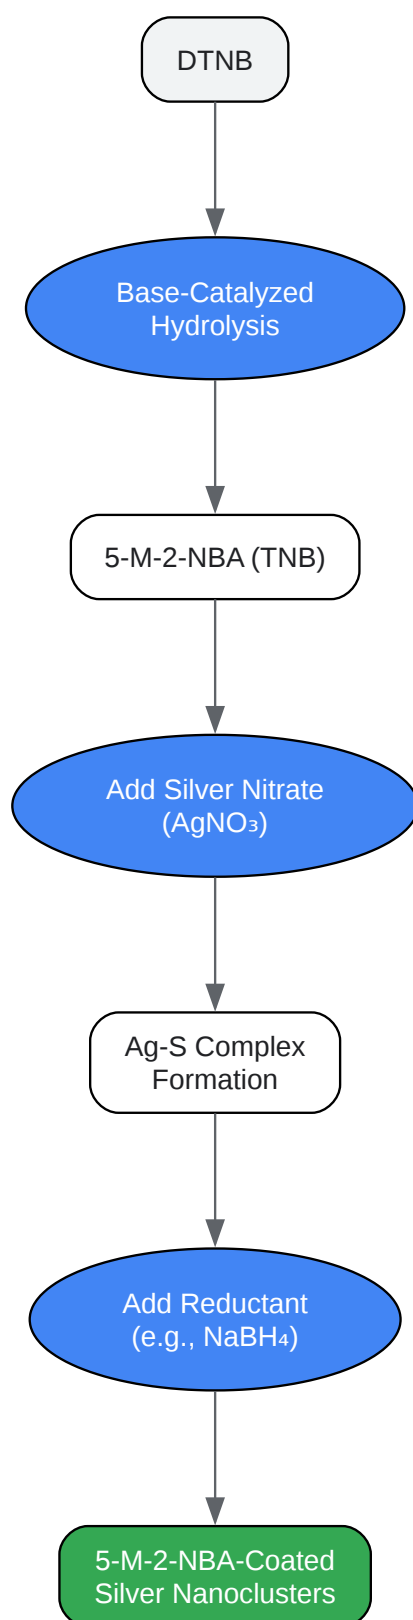 DTNB
Base-Catalyzed
Hydrolysis
5-M-2-NBA (TNB)
Add Silver Nitrate
(AgNO₃)
Ag-S Complex
Formation
Add Reductant
(e.g., NaBH₄)
5-M-2-NBA-Coated
Silver Nanoclusters